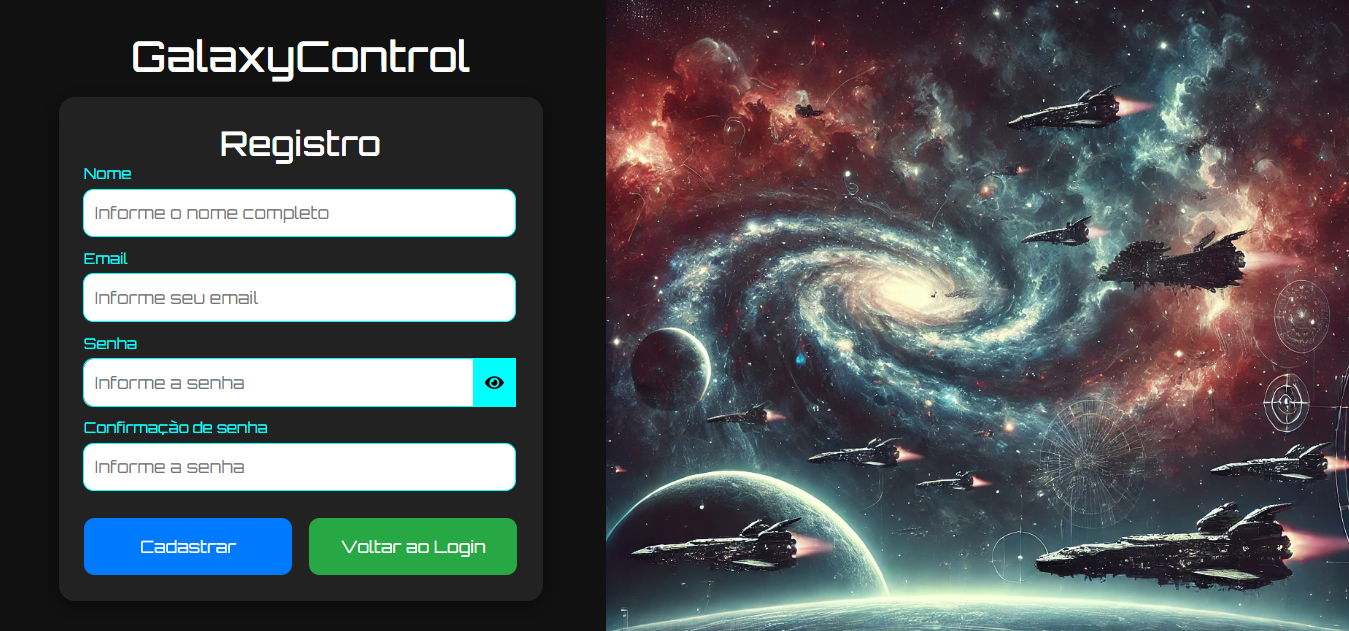 GalaxyControl
Registro
Nome
Informe o nome completo
Email
Informe seu email
Senha
Informe a senha
Confirmação de senha
Informe a senha
Cadastrar
Voltar ao Login